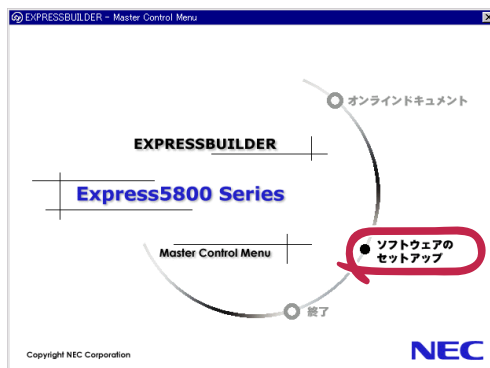 EXPRESSBUILDER - Master Control Menu
オンラインドキュメント
EXPRESSBUILDER
Express5800 Series
Master Control Menu
ソフトウェアの
セットアップ
終了
Copyright NEC Corporation
NEC